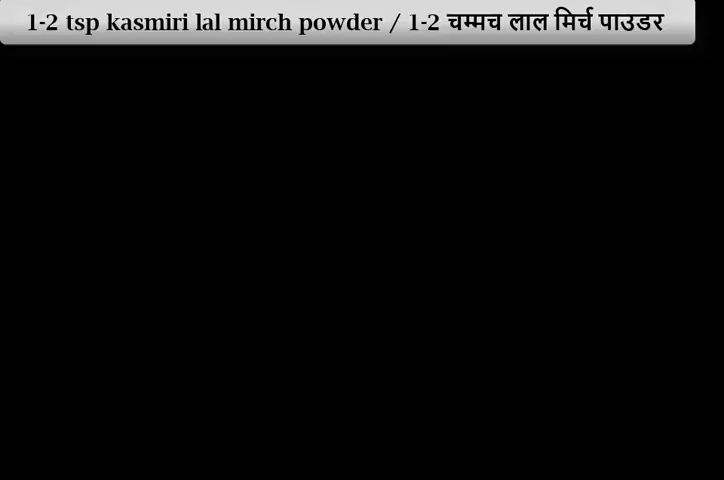 1-2 tsp kasmiri lal mirch powder / 1-2 चम्मच लाल मिर्च पाउडर